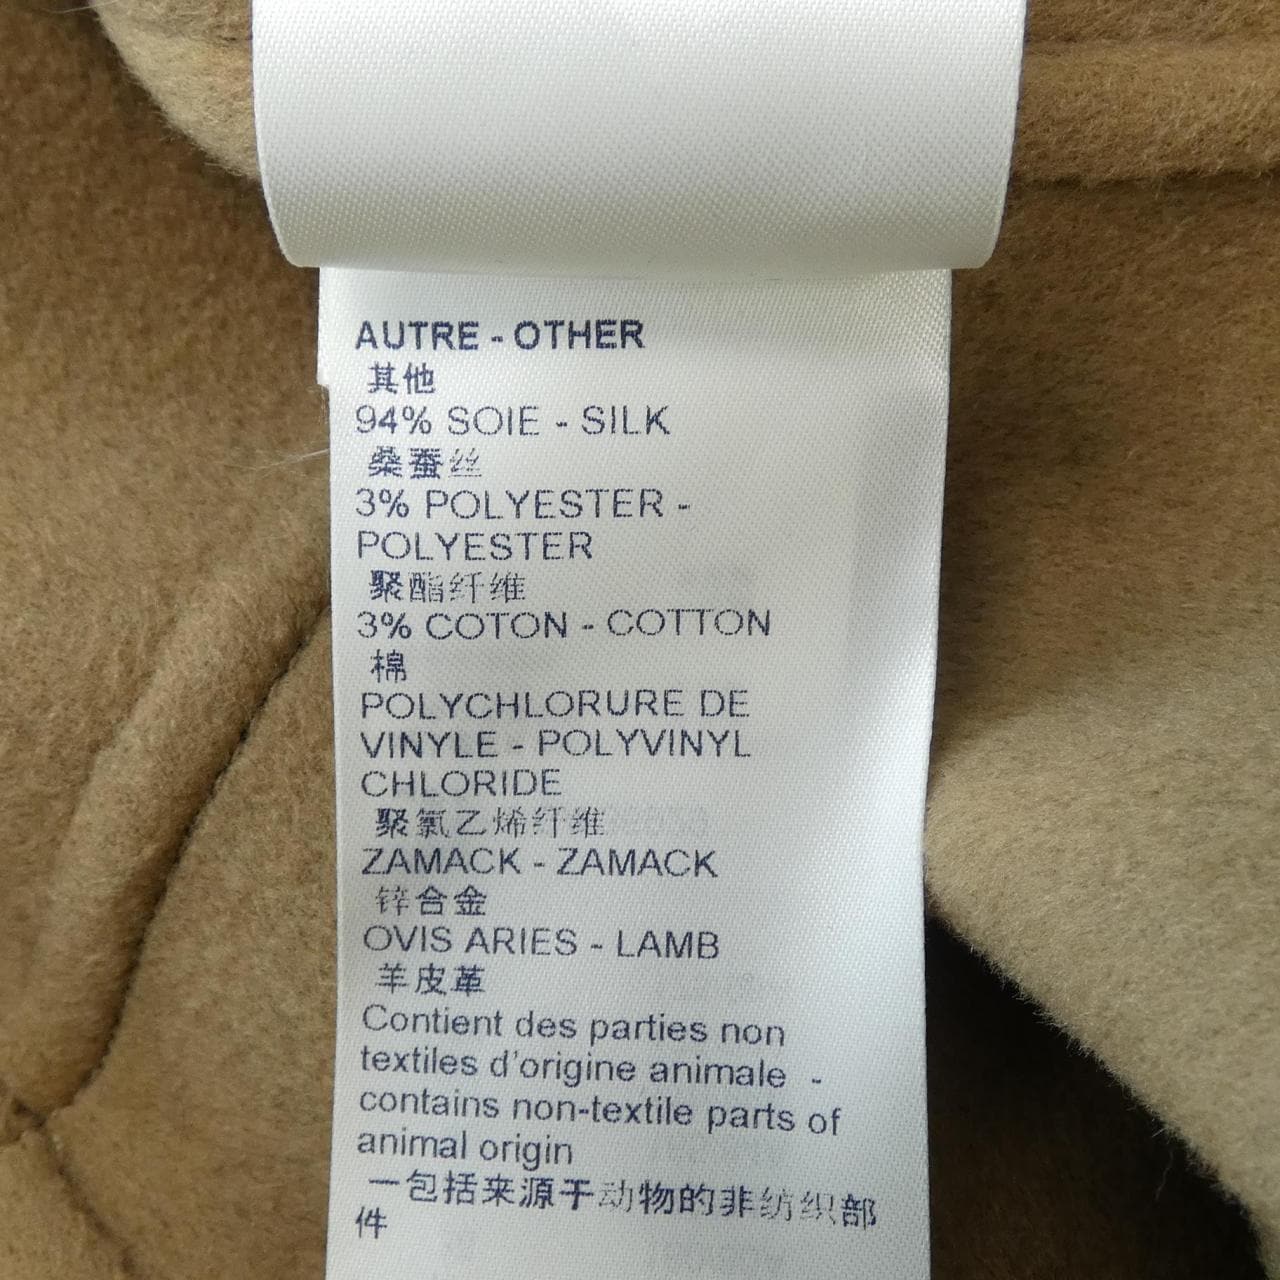 AUTRE - OTHER
其他
94% SOIE - SILK
桑蚕丝
3% POLYESTER -
POLYESTER
聚酯纤维
3% COTON - COTTON
棉
POLYCHLORURE DE
VINYLE - POLYVINYL
CHLORIDE
聚氯乙烯纤维
ZAMACK - ZAMACK
锌合金
OVIS ARIES - LAMB
羊皮革
Contient des parties non
textiles d'origine animale -
contains non-textile parts of
animal origin
一包括来源于动物的非纺织部
件